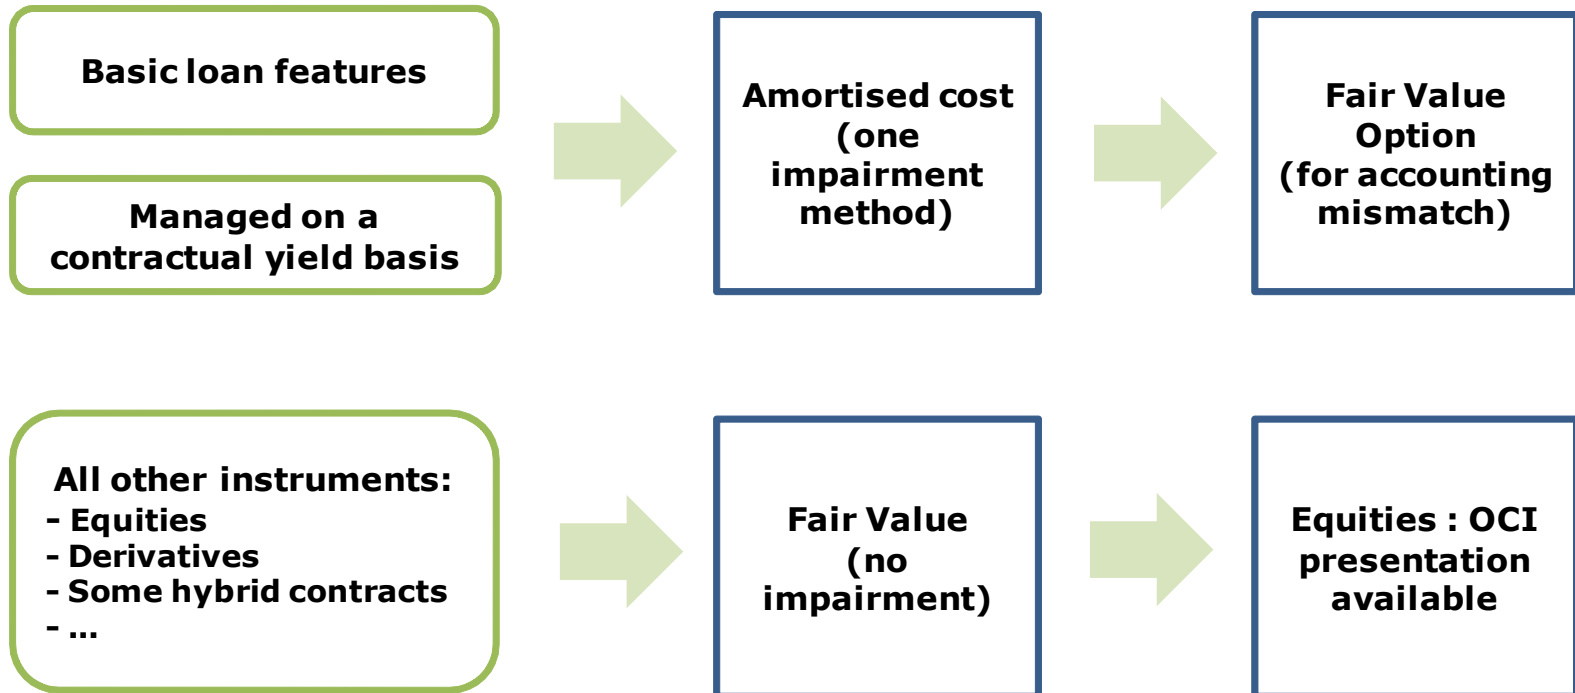 Basic loan features
Managed on a
contractual yield basis
Amortised cost
(one
impairment
method)
Fair Value
Option
(for accounting
mismatch)
All other instruments:
- Equities
- Derivatives
- Some hybrid contracts
- ...
Fair Value
(no
impairment)
Equities : OCI
presentation
available